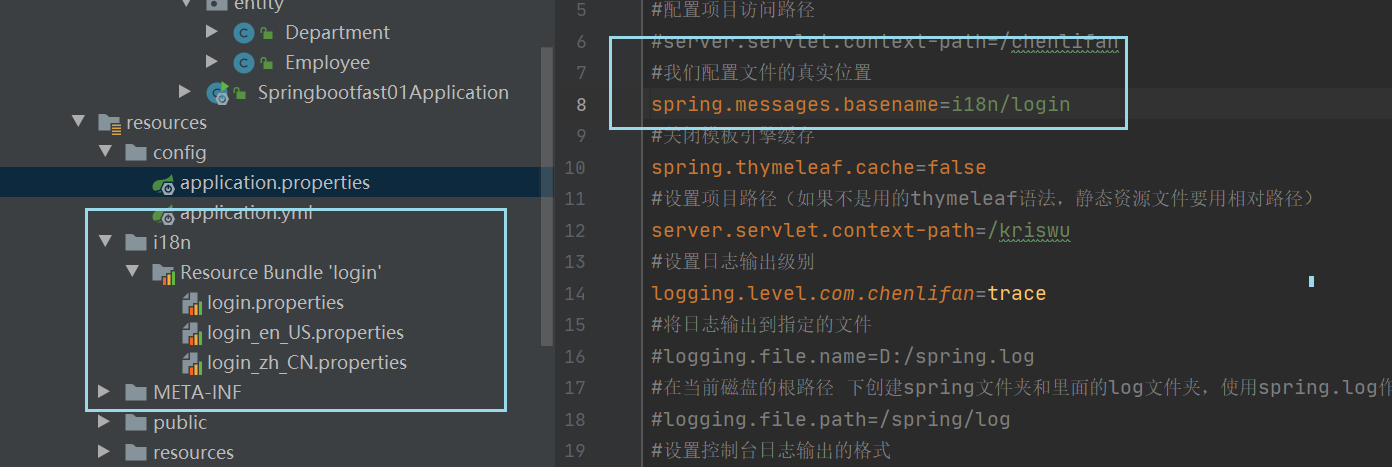 entity
Department
Employee
Springbootfast01Application
resources
config
application.properties
application.yml
i18n
Resource Bundle 'login'
login.properties
login_en_US.properties
login_zh_CN.properties
META-INF
public
resources
5 #配置项目访问路径
6 #server.servlet.context-path=/chenlifan
7 #我们配置文件的真实位置
8 spring.messages.basename=i18n/login
9 #关闭模板引擎缓存
10 spring.thymeleaf.cache=false
11 #设置项目路径（如果不是用的thymeleaf语法，静态资源文件要用相对路径）
12 server.servlet.context-path=/kriswu
13 #设置日志输出级别
14 logging.level.com.chenlifan=trace
15 #将日志输出到指定的文件
16 #logging.file.name=D:/spring.log
17 #在当前磁盘的根路径 下创建spring文件夹和里面的log文件夹，使用spring.log作
18 #logging.file.path=/spring/log
19 #设置控制台日志输出的格式